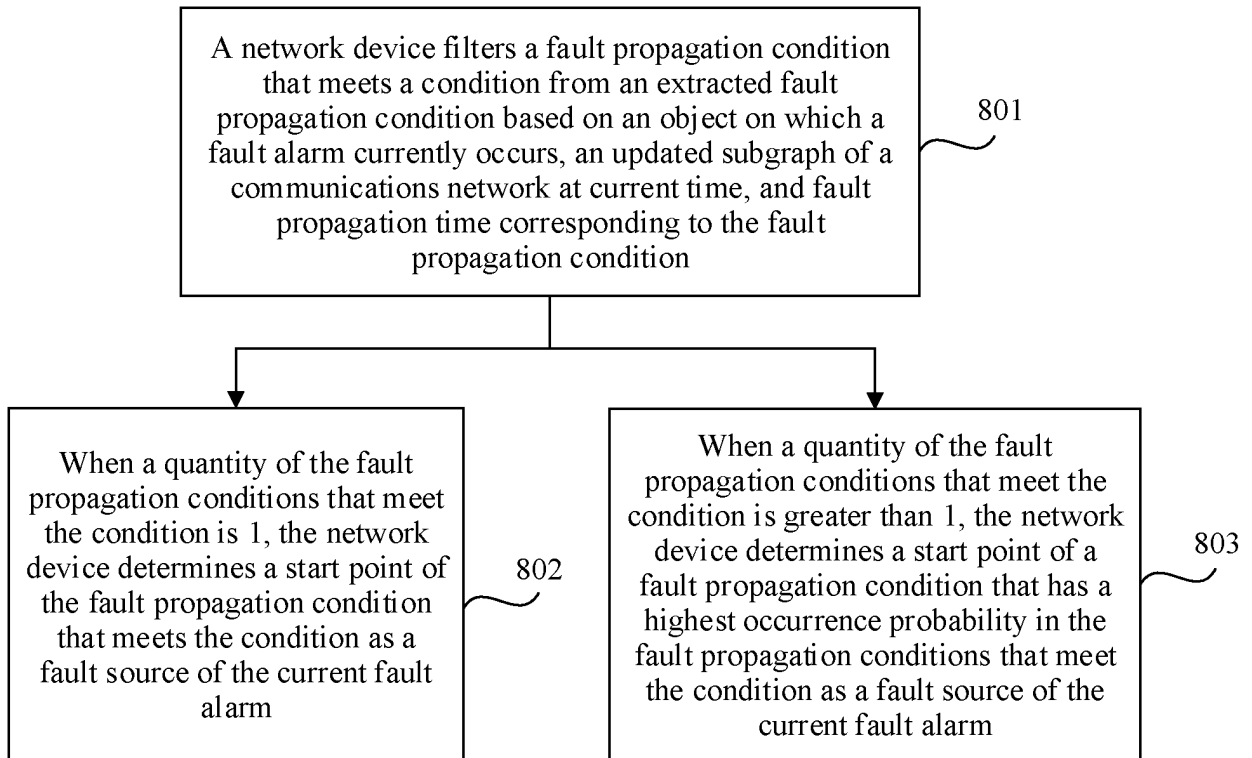 A network device filters a fault propagation condition
that meets a condition from an extracted fault
propagation condition based on an object on which a
fault alarm currently occurs, an updated subgraph of a
communications network at current time, and fault
propagation time corresponding to the fault
propagation condition
801
When a quantity of the fault
propagation conditions that meet
the condition is 1, the network
device determines a start point of
the fault propagation condition
that meets the condition as a
fault source of the current fault
alarm
802
When a quantity of the fault
propagation conditions that meet the
condition is greater than 1, the network
device determines a start point of a
fault propagation condition that has a
highest occurrence probability in the
fault propagation conditions that meet
the condition as a fault source of the
current fault alarm
803